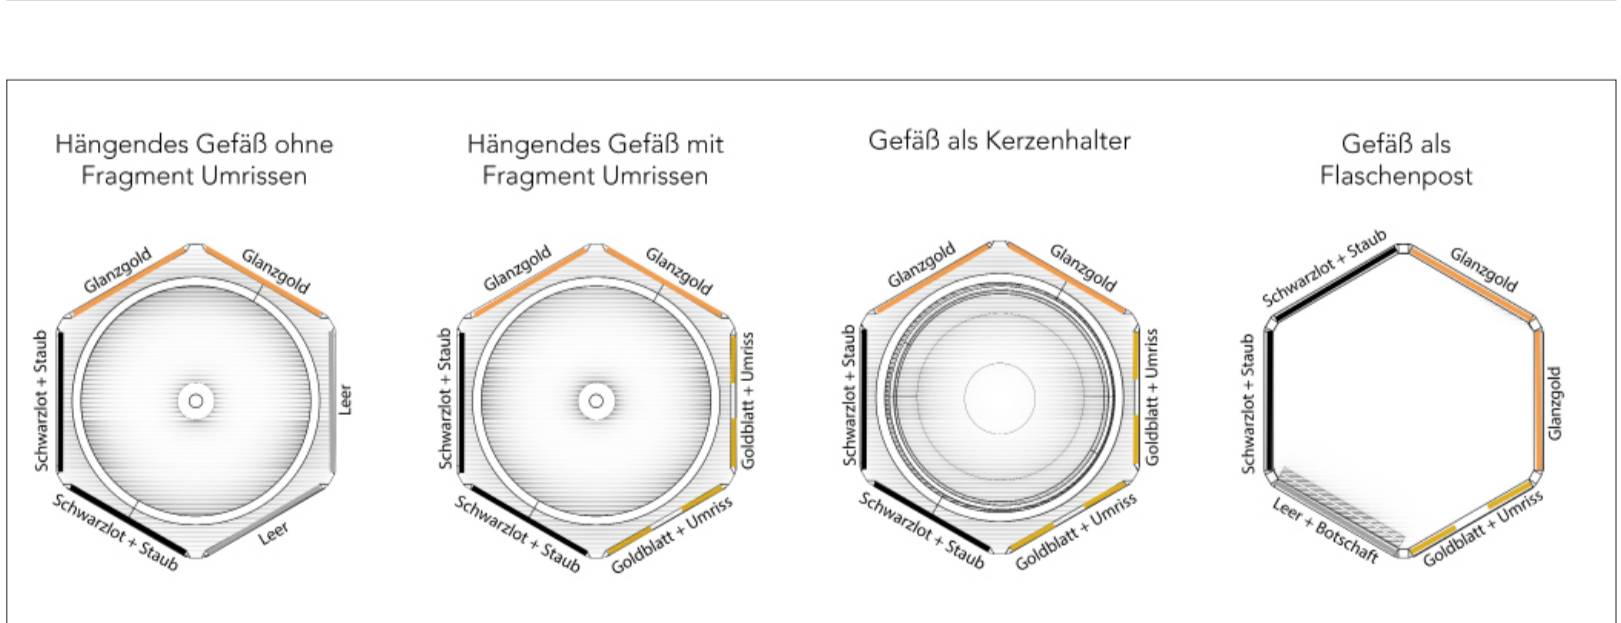 Hängendes Gefäß ohne
Fragment Umrissen
Glanzgold
Glanzgold
Schwarzlot + Staub
Leer
Schwarzlot + Staub
Leer
Hängendes Gefäß mit
Fragment Umrissen
Glanzgold
Glanzgold
Schwarzlot + Staub
Goldblatt + Umriss
Schwarzlot + Staub
Goldblatt + Umriss
Gefäß als Kerzenhalter
Glanzgold
Glanzgold
Schwarzlot + Staub
Goldblatt + Umriss
Schwarzlot + Staub
Goldblatt + Umriss
Gefäß als
Flaschenpost
Schwarzlot + Staub
Glanzgold
Schwarzlot + Staub
Glanzgold
Leer + Botschaft
Goldblatt + Umriss